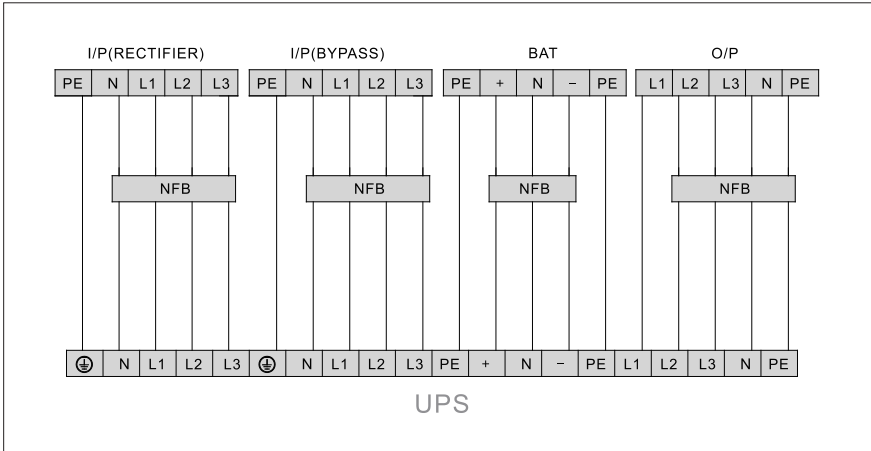 I/P(RECTIFIER) I/P(BYPASS) BAT O/P
PE N L1 L2 L3 PE N L1 L2 L3 PE + N − PE L1 L2 L3 N PE
NFB NFB NFB NFB
N L1 L2 L3 N L1 L2 L3 PE + N − PE L1 L2 L3 N PE
UPS